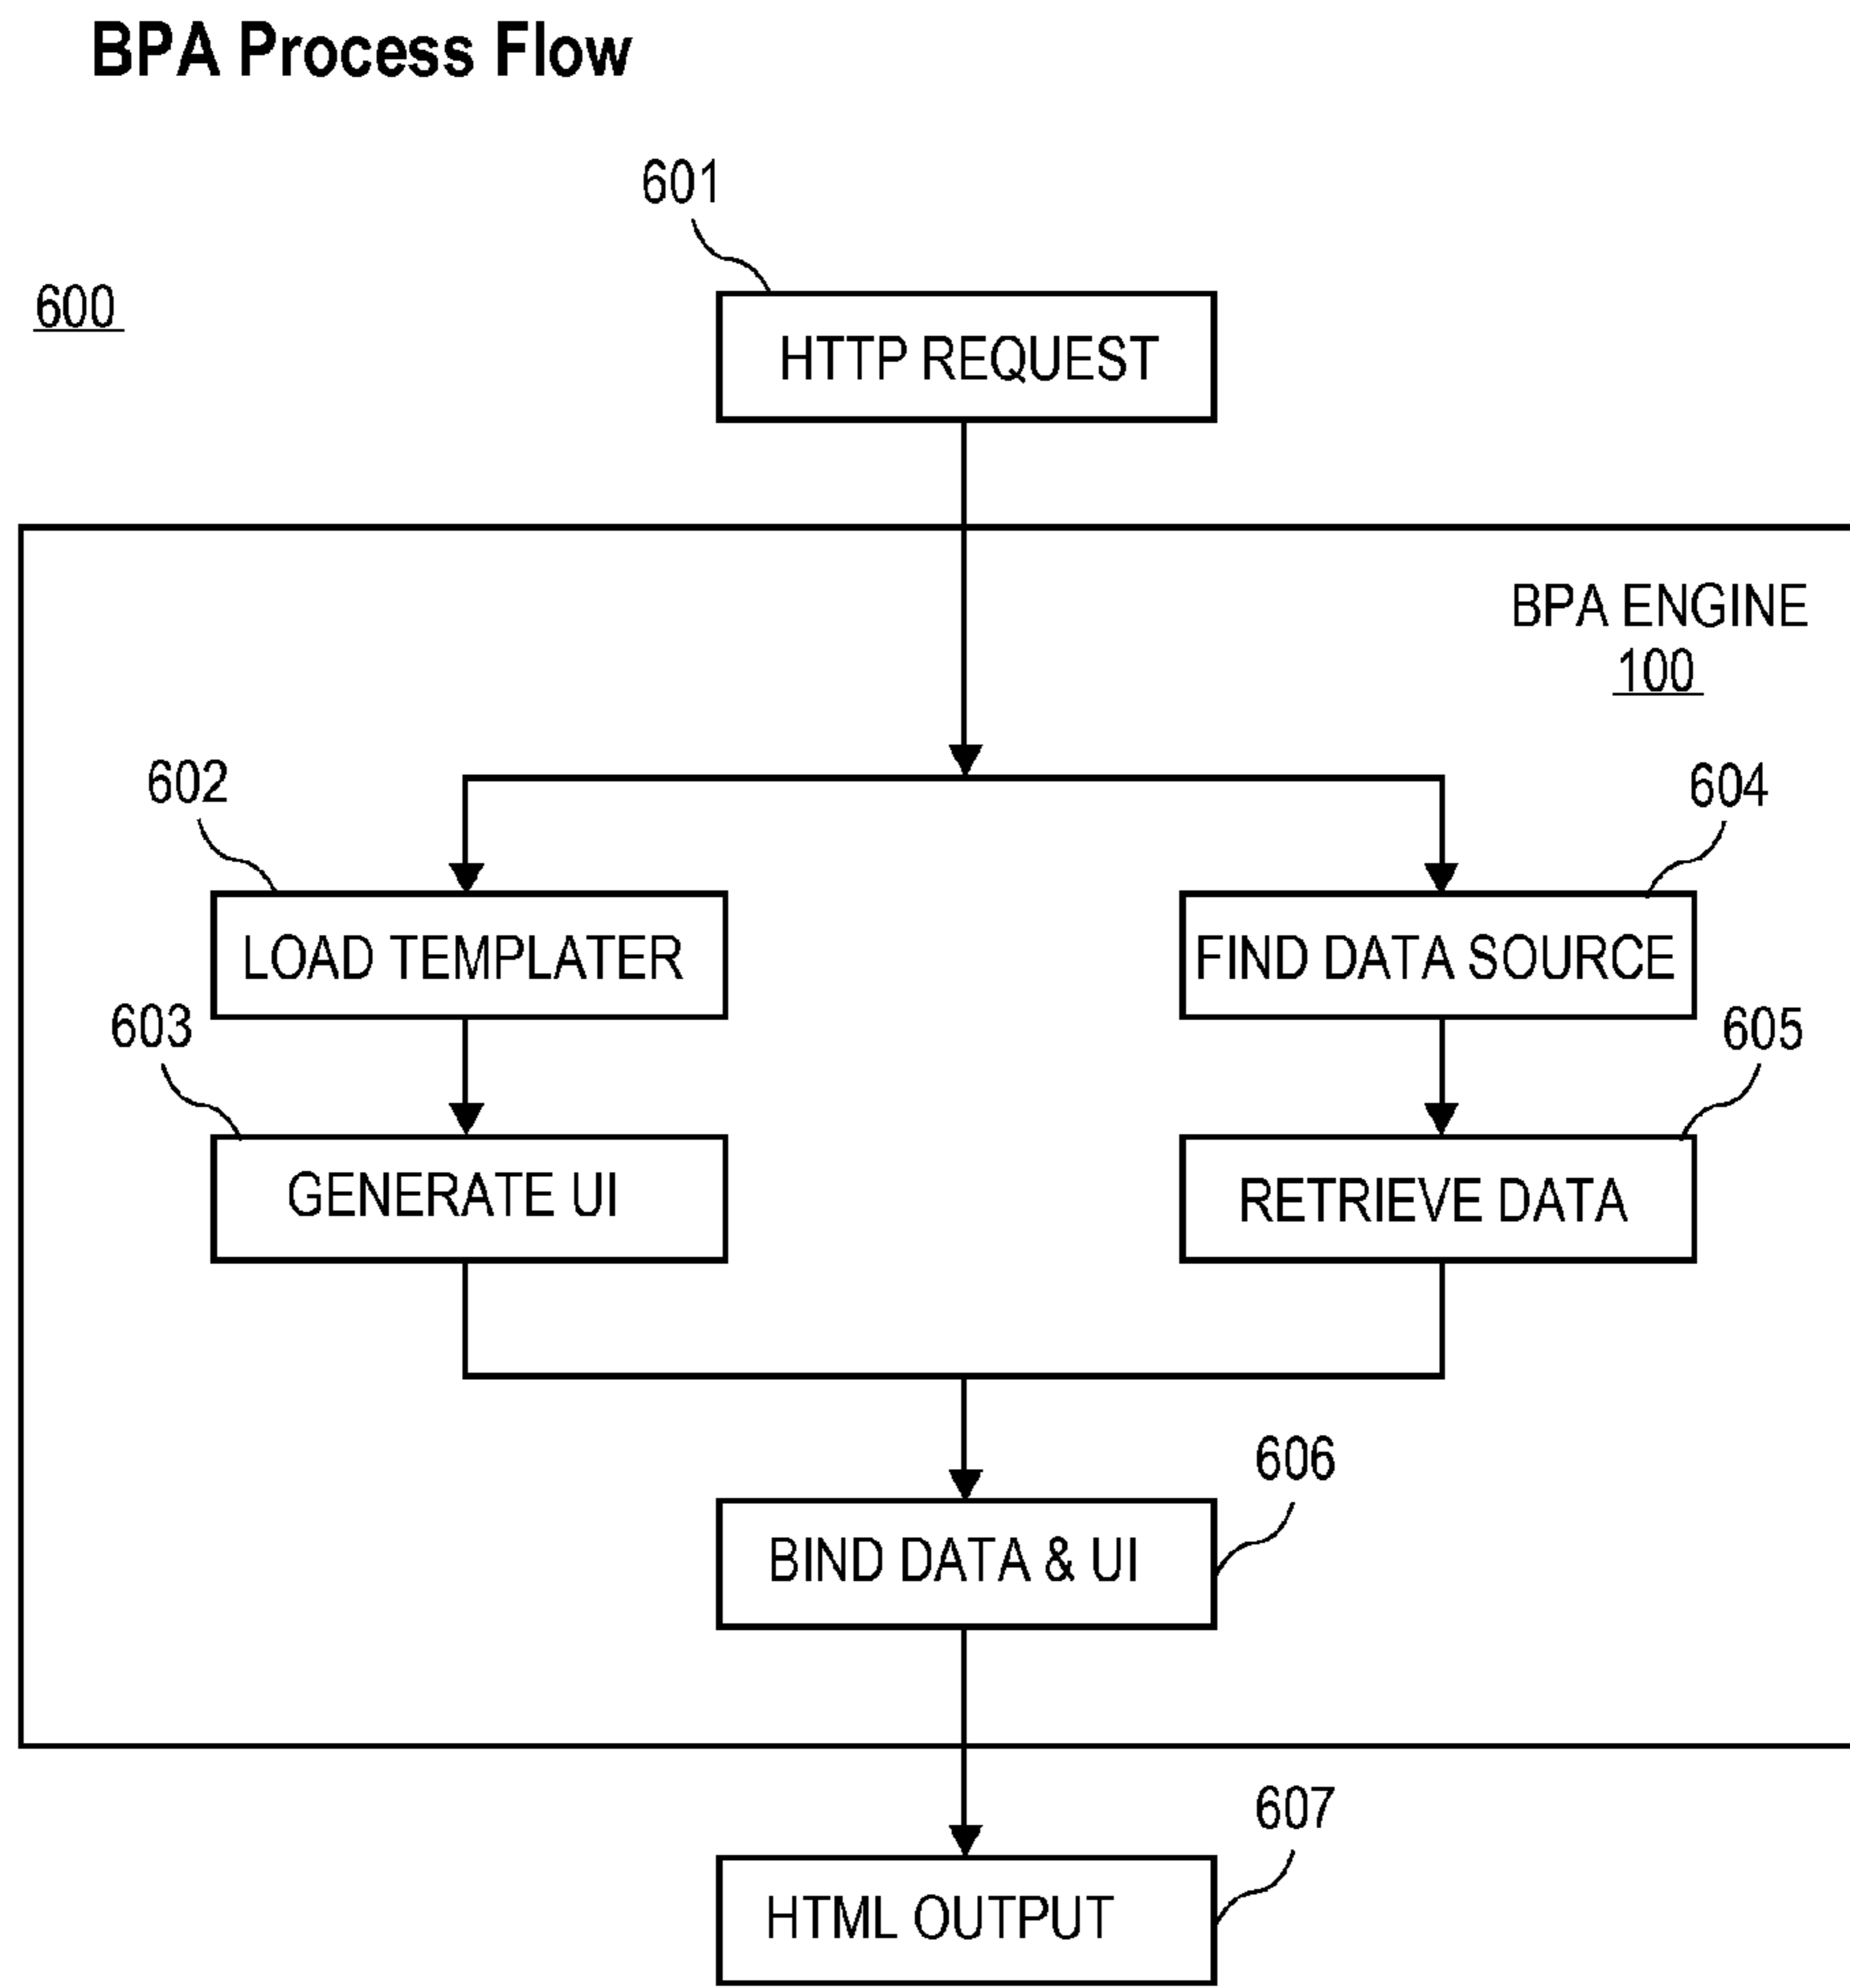 BPA Process Flow
601
600
HTTP REQUEST
BPA ENGINE
100
602
604
LOAD TEMPLATER
FIND DATA SOURCE
603
605
GENERATE UI
RETRIEVE DATA
606
BIND DATA & UI
607
HTML OUTPUT